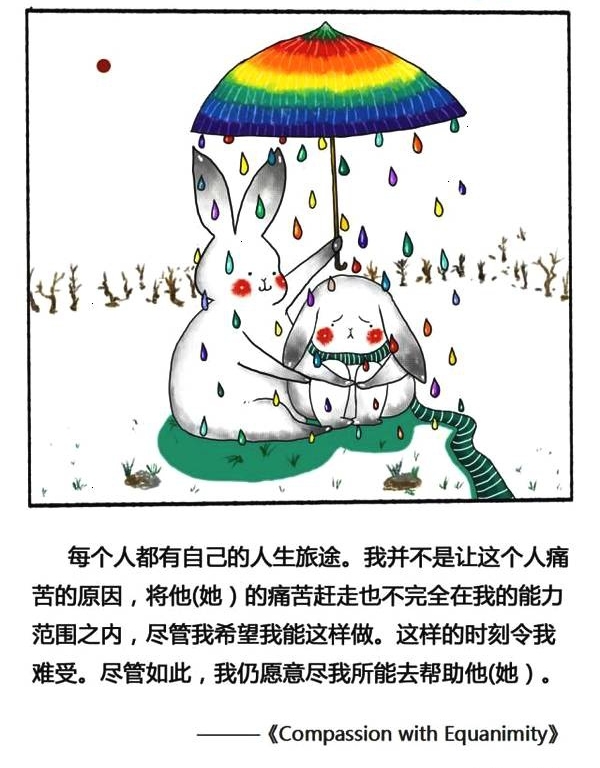 每个人都有自己的人生旅途。我并不是让这个人痛
苦的原因，将他(她）的痛苦赶走也不完全在我的能力
范围之内，尽管我希望我能这样做。这样的时刻令我
难受。尽管如此，我仍愿意尽我所能去帮助他(她）。
———《Compassion with Equanimity》